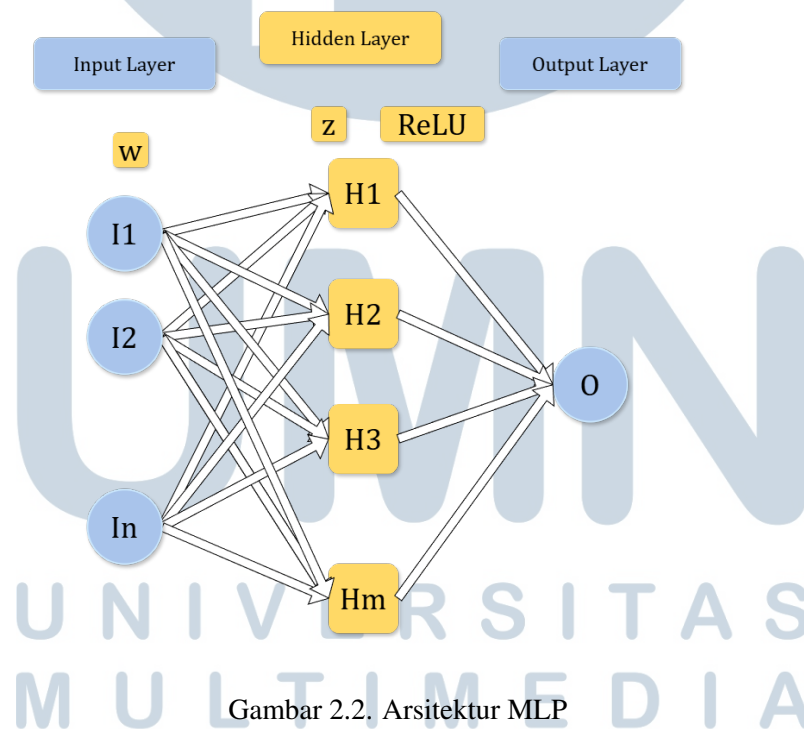 Hidden Layer
Input Layer
Output Layer
z
ReLU
w
H1
I1
H2
I2
O
H3
In
Hm
UMN
UNIVERSITAS
MULTIMEDIA
Gambar 2.2. Arsitektur MLP